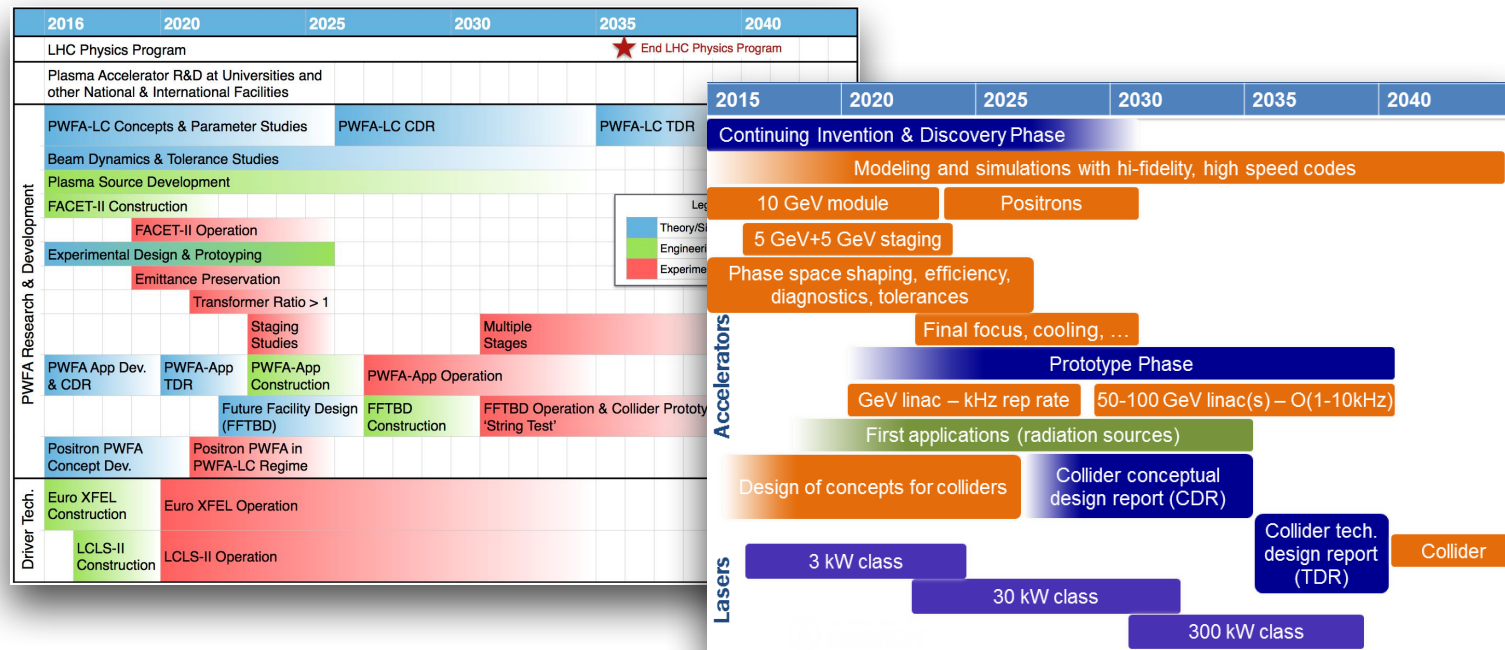 2016 2020 2025 2030 2035 2040
LHC Physics Program
End LHC Physics Program
Plasma Accelerator R&D at Universities and
other National & International Facilities
PWFA Research & Development
PWFA-LC Concepts & Parameter Studies
PWFA-LC CDR
PWFA-LC TDR
Beam Dynamics & Tolerance Studies
Plasma Source Development
FACET-II Construction
FACET-II Operation
Experimental Design & Protoyping
Emittance Preservation
Transformer Ratio > 1
Staging
Studies
Multiple
Stages
PWFA App Dev.
& CDR
PWFA-App
TDR
PWFA-App
Construction
PWFA-App Operation
Future Facility Design
(FFTBD)
FFTBD
Construction
FFTBD Operation & Collider Prototy
'String Test'
Positron PWFA
Concept Dev.
Positron PWFA in
PWFA-LC Regime
Driver Tech.
Euro XFEL
Construction
Euro XFEL Operation
LCLS-II
Construction
LCLS-II Operation
Leg
Theory/Si
Engineeri
Experime
2015 2020 2025 2030 2035 2040
Continuing Invention & Discovery Phase
Modeling and simulations with hi-fidelity, high speed codes
10 GeV module
Positrons
5 GeV+5 GeV staging
Phase space shaping, efficiency,
diagnostics, tolerances
Accelerators
Final focus, cooling, …
Prototype Phase
GeV linac – kHz rep rate
50-100 GeV linac(s) – O(1-10kHz)
First applications (radiation sources)
Design of concepts for colliders
Collider conceptual
design report (CDR)
Collider tech.
design report
(TDR)
Collider
Lasers
3 kW class
30 kW class
300 kW class